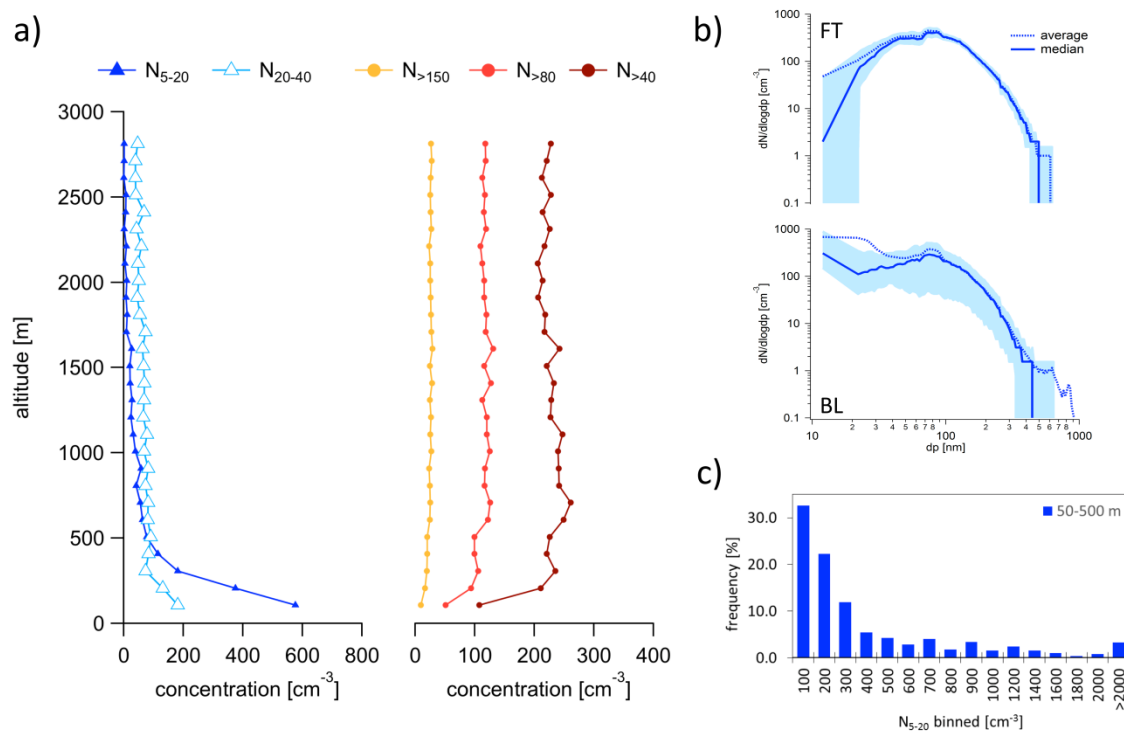 a)
N5-20 N20-40 N>150 N>80 N>40
3000
2500
2000
1500
1000
500
0
altitude [m]
0 200 400 600 800
concentration [cm-3]
0 100 200 300 400
concentration [cm-3]
b)
FT
average
median
1000
100
10
1
0.1
dN/dlogdp [cm-3]
1000
100
10
1
0.1
dN/dlogdp [cm-3]
BL
10 2 3 4 5 6 7 8 100 2 3 4 5 6 7 8 1000
dp [nm]
c)
50-500 m
30.0
20.0
10.0
0.0
frequency [%]
100 200 300 400 500 600 700 800 900 1000 1200 1400 1600 1800 2000 >2000
N5-20 binned [cm-3]